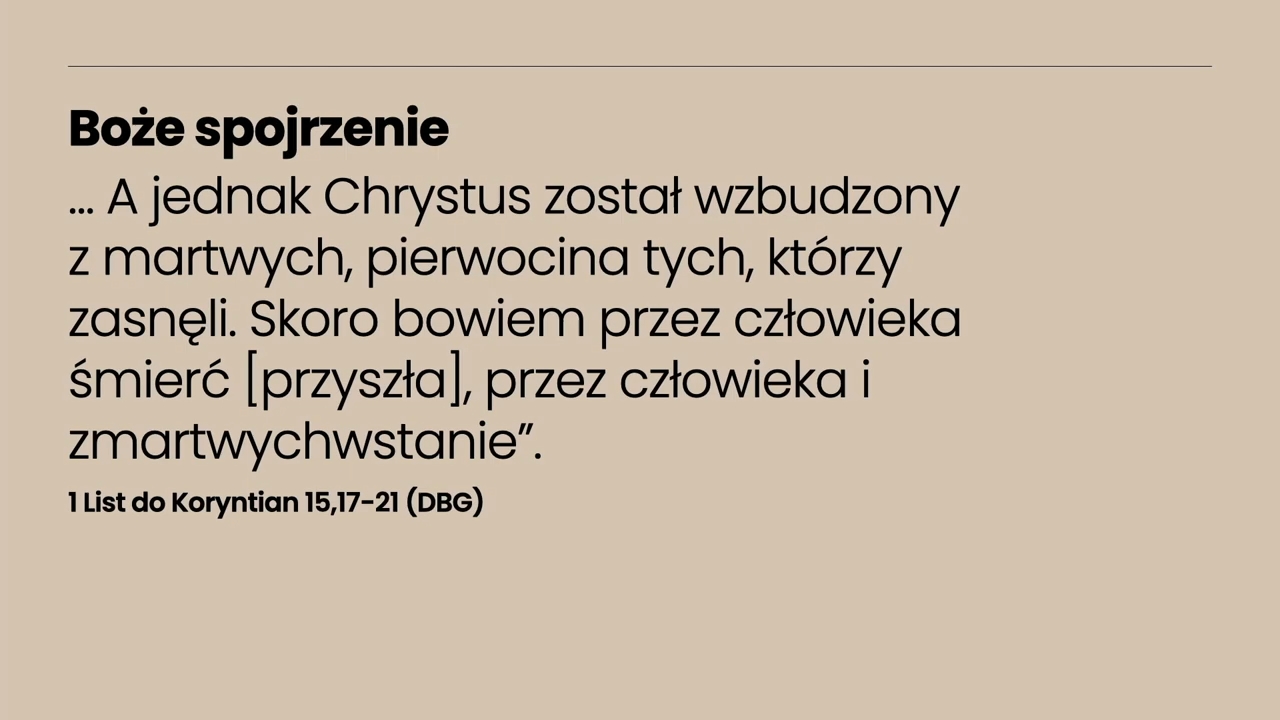 Boże spojrzenie
... A jednak Chrystus został wzbudzony
z martwych, pierwocina tych, którzy
zasnęli. Skoro bowiem przez człowieka
śmierć [przyszła], przez człowieka i
zmartwychwstanie”.
1 List do Koryntian 15,17-21 (DBG)